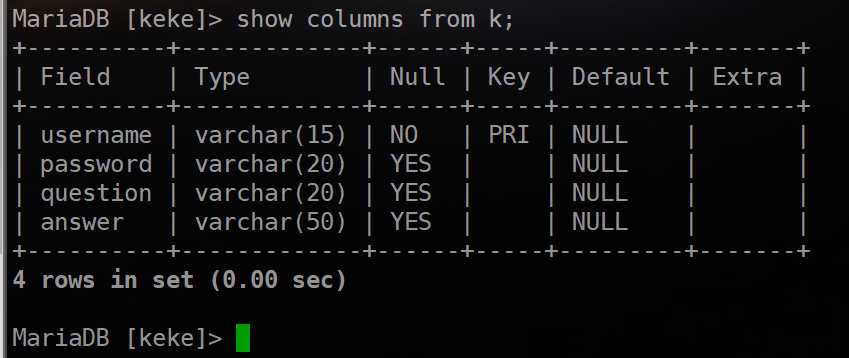 MariaDB [keke]> show columns from k;
+----------+-------------+------+-----+---------+-------+
| Field    | Type        | Null | Key | Default | Extra |
+----------+-------------+------+-----+---------+-------+
| username | varchar(15) | NO   | PRI | NULL    |       |
| password | varchar(20) | YES  |     | NULL    |       |
| question | varchar(20) | YES  |     | NULL    |       |
| answer   | varchar(50) | YES  |     | NULL    |       |
+----------+-------------+------+-----+---------+-------+
4 rows in set (0.00 sec)
MariaDB [keke]>